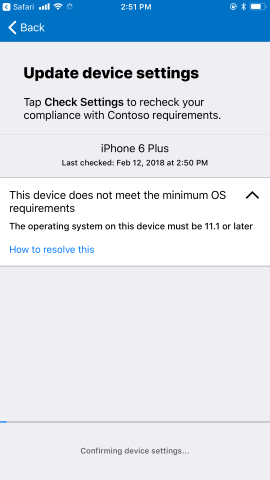 Safari 2:51 PM
Back
Update device settings
Tap Check Settings to recheck your
compliance with Contoso requirements.
iPhone 6 Plus
Last checked: Feb 12, 2018 at 2:50 PM
This device does not meet the minimum OS
requirements
The operating system on this device must be 11.1 or later
How to resolve this
Confirming device settings...